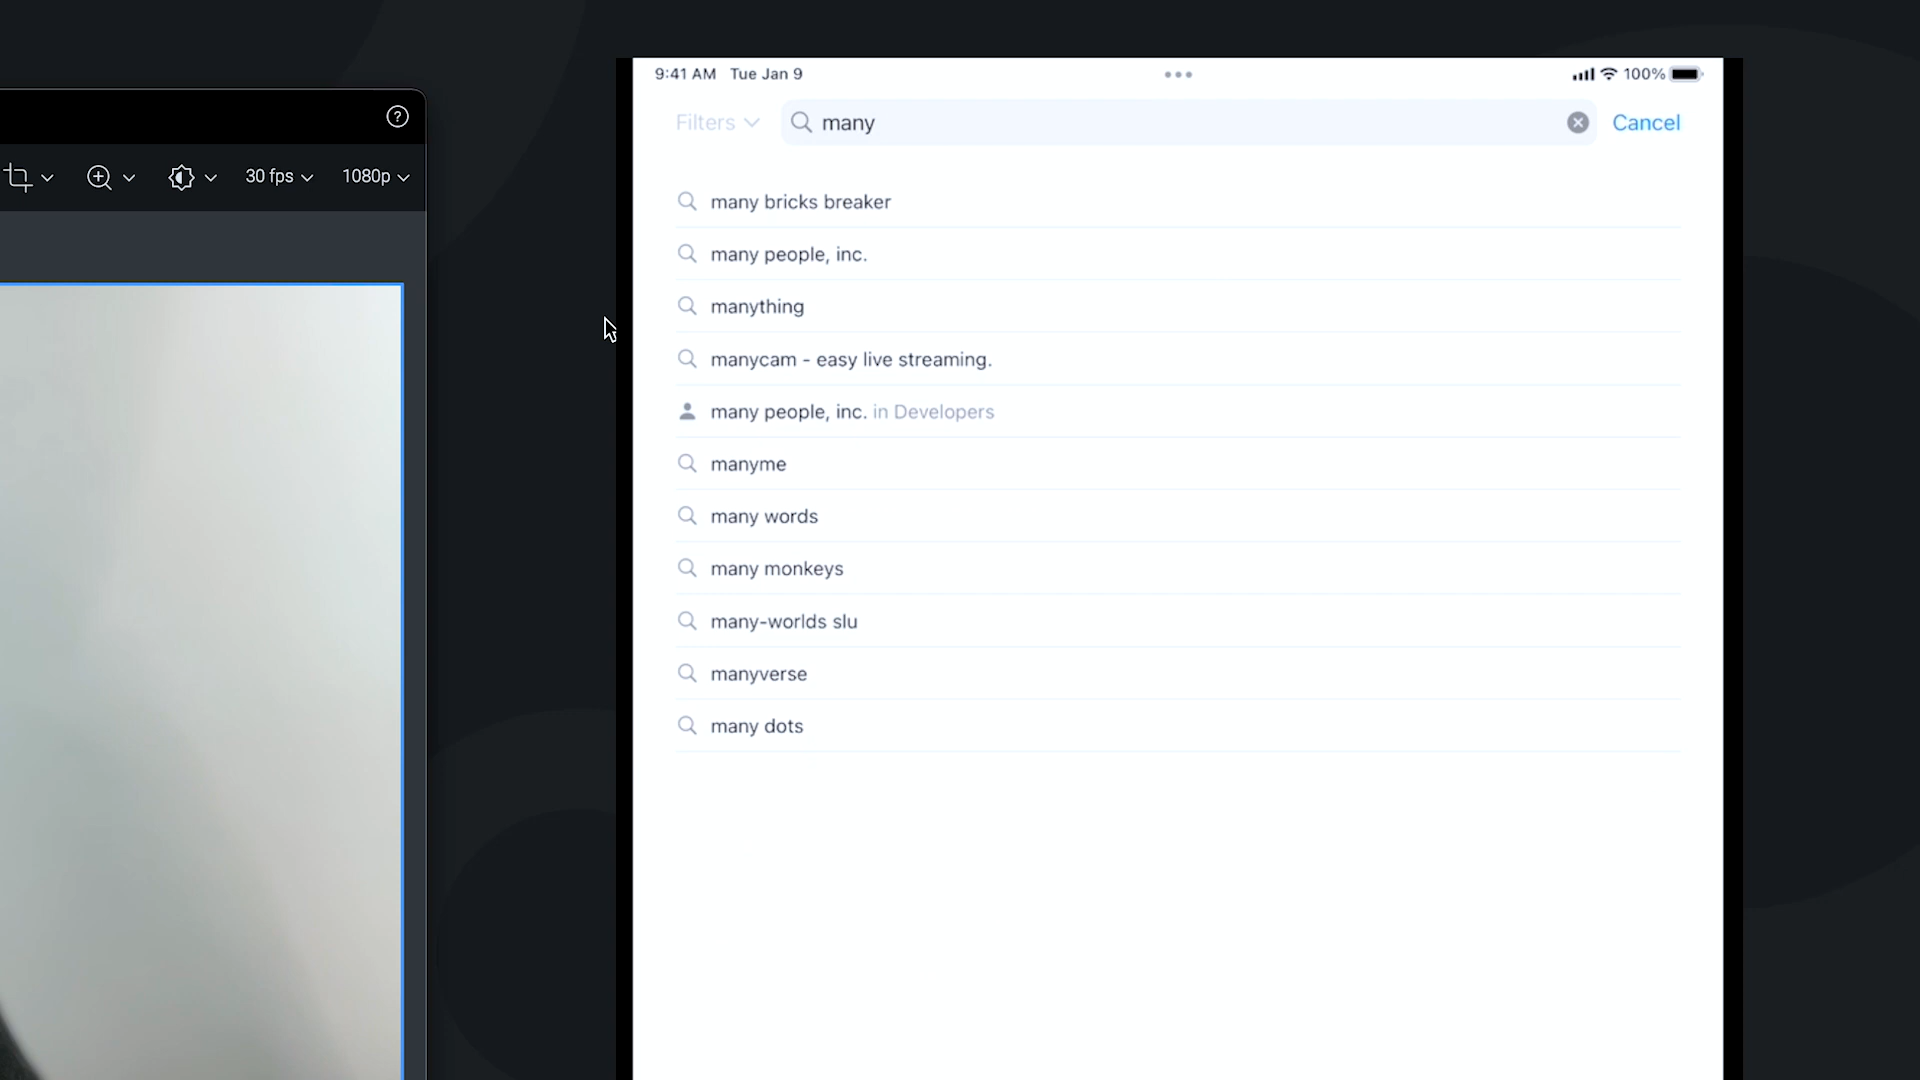 30 fps
1080p
9:41 AM Tue Jan 9
100%
Filters
many
Cancel
many bricks breaker
many people, inc.
manything
manycam - easy live streaming.
many people, inc. in Developers
manyme
many words
many monkeys
many-worlds slu
manyverse
many dots